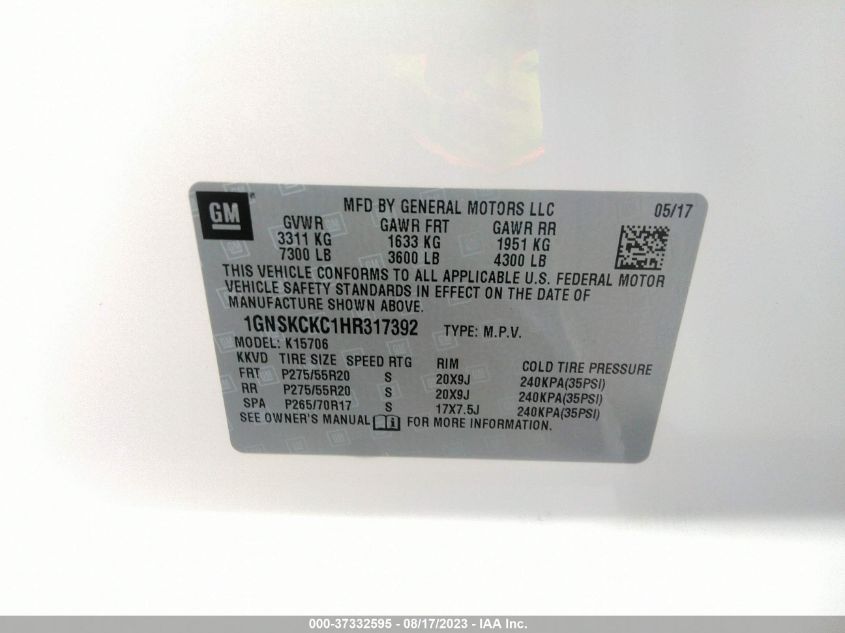 GM
MFD BY GENERAL MOTORS LLC 05/17
GVWR GAWR FRT GAWR RR
3311 KG 1633 KG 1951 KG
7300 LB 3600 LB 4300 LB
THIS VEHICLE CONFORMS TO ALL APPLICABLE U.S. FEDERAL MOTOR
VEHICLE SAFETY STANDARDS IN EFFECT ON THE DATE OF
MANUFACTURE SHOWN ABOVE.
1GNSKCKC1HR317392 TYPE: M.P.V.
MODEL: K15706
KKVD TIRE SIZE SPEED RTG RIM COLD TIRE PRESSURE
FRT P275/55R20 S 20X9J 240KPA(35PSI)
RR P275/55R20 S 20X9J 240KPA(35PSI)
SPA P265/70R17 S 17X7.5J 240KPA(35PSI)
SEE OWNER'S MANUAL FOR MORE INFORMATION.
000-37332595 - 08/17/2023 - IAA Inc.